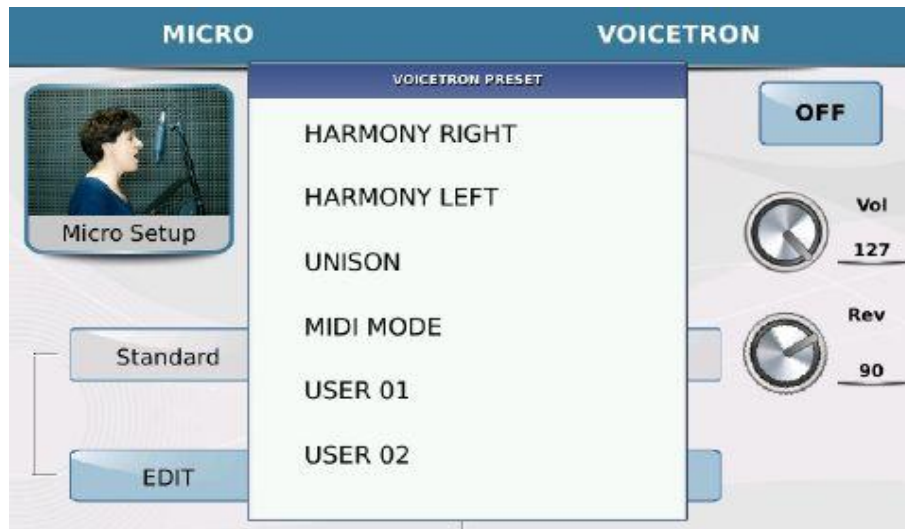 MICRO
VOICETRON
VOICETRON PRESET
HARMONY RIGHT
HARMONY LEFT
UNISON
MIDI MODE
USER 01
USER 02
Micro Setup
Standard
EDIT
OFF
Vol
127
Rev
90